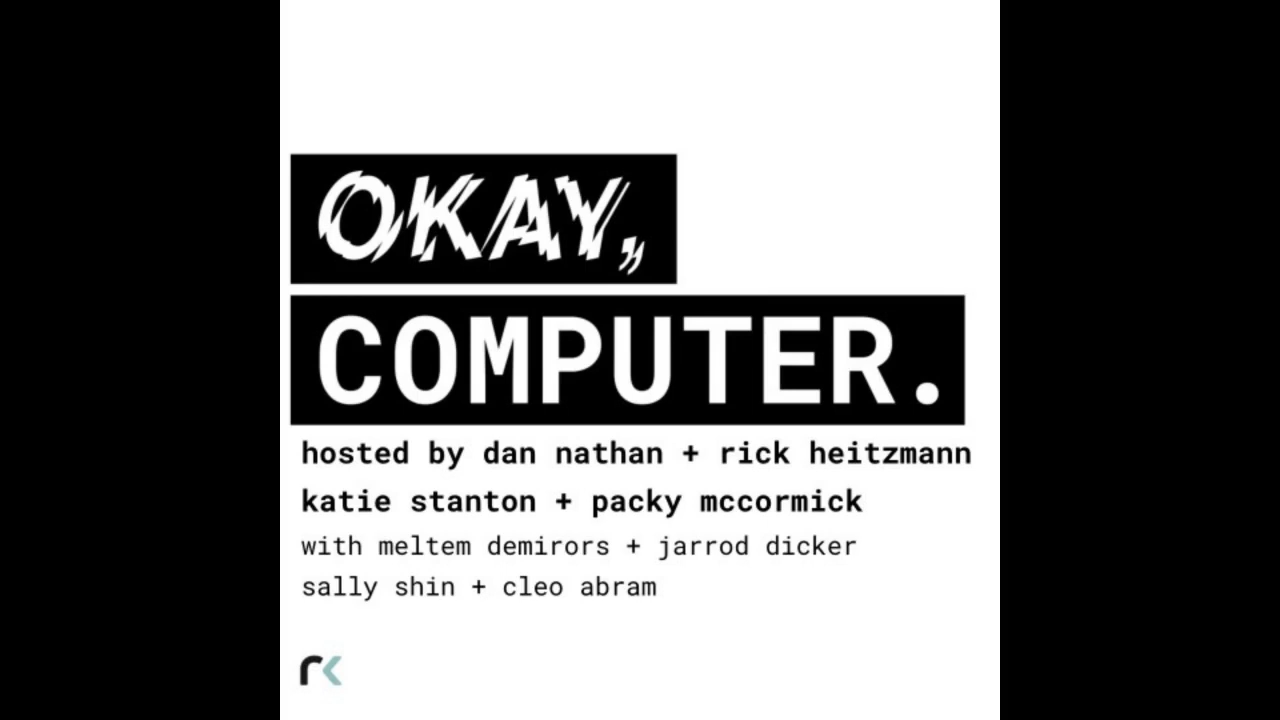 OKAY,
COMPUTER.
hosted by dan nathan + rick heitzmann
katie stanton + packy mccormick
with meltem demirors + jarrod dicker
sally shin + cleo abram
rk